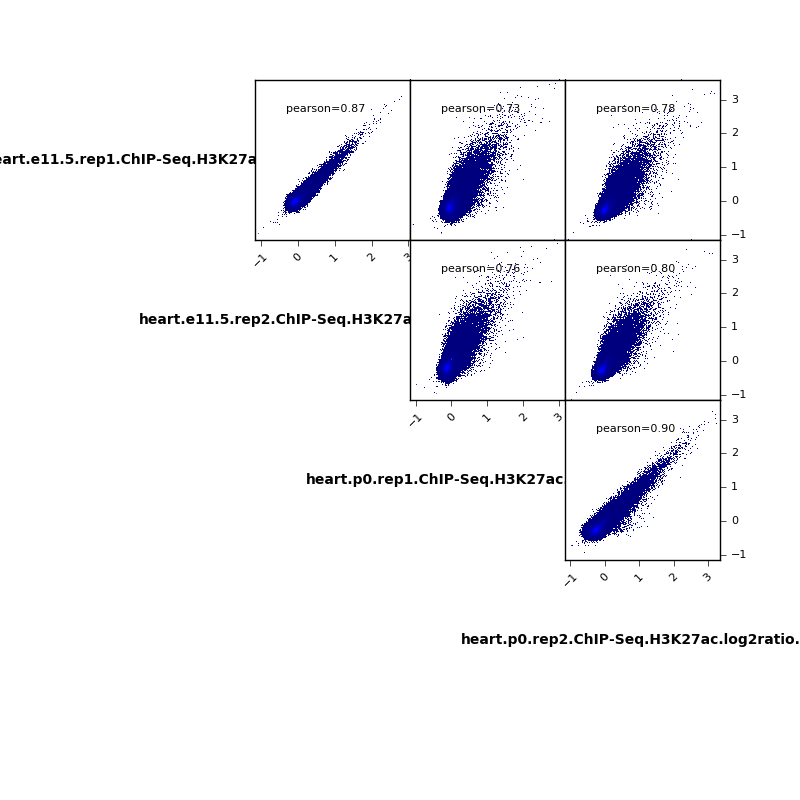 pearson=0.87 pearson=0.73 pearson=0.78
3
2
eart.e11.5.rep1.ChIP-Seq.H3K27a
1
0
−1
−1 0 1 2 3
pearson=0.76 pearson=0.80
3
2
heart.e11.5.rep2.ChIP-Seq.H3K27a
1
0
−1
−1 0 1 2 3
pearson=0.90
3
2
heart.p0.rep1.ChIP-Seq.H3K27ac.
1
0
−1
−1 0 1 2 3
heart.p0.rep2.ChIP-Seq.H3K27ac.log2ratio.